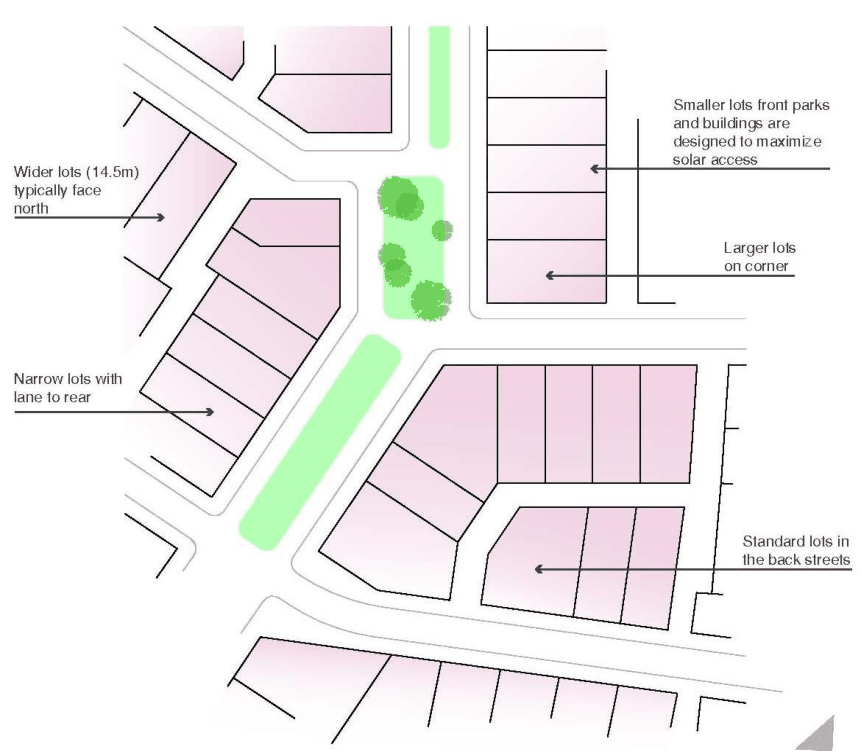 Smaller lots front parks
and buildings are
designed to maximize
solar access
Wider lots (14.5m)
typically face
north
Larger lots
on corner
Narrow lots with
lane to rear
Standard lots in
the back streets